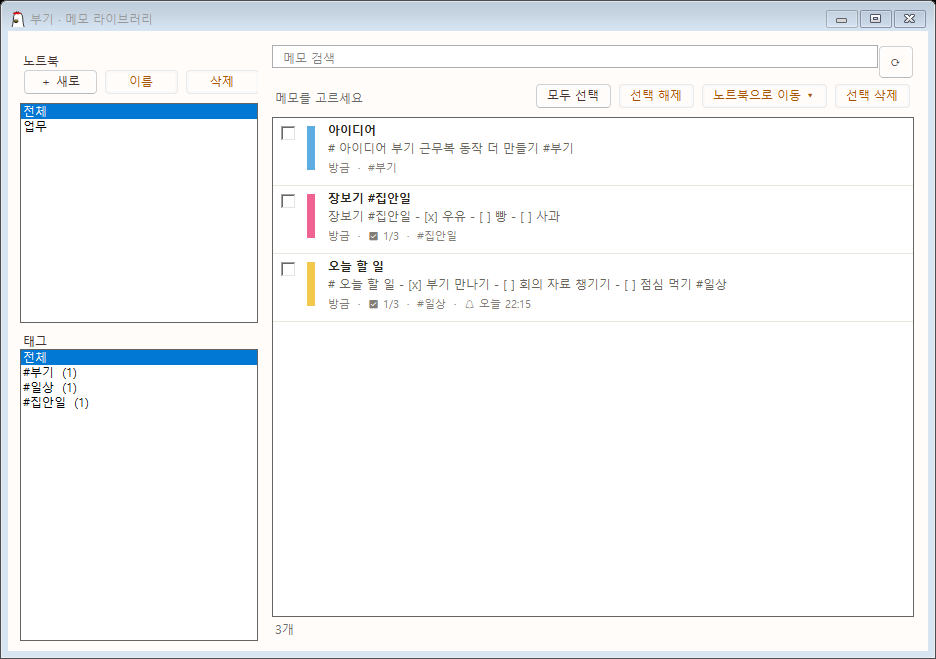 부기 · 메모 라이브러리
노트북
+ 새로 이름 삭제
전체
업무
태그
전체
#부기 (1)
#일상 (1)
#집안일 (1)
메모 검색
메모를 고르세요 모두 선택 선택 해제 노트북으로 이동 ▾ 선택 삭제
아이디어
# 아이디어 부기 근무복 동작 더 만들기 #부기
방금 · #부기
장보기 #집안일
장보기 #집안일 - [x] 우유 - [ ] 빵 - [ ] 사과
방금 · ☑ 1/3 · #집안일
오늘 할 일
# 오늘 할 일 - [x] 부기 만나기 - [ ] 회의 자료 챙기기 - [ ] 점심 먹기 #일상
방금 · ☑ 1/3 · #일상 · 오늘 22:15
3개